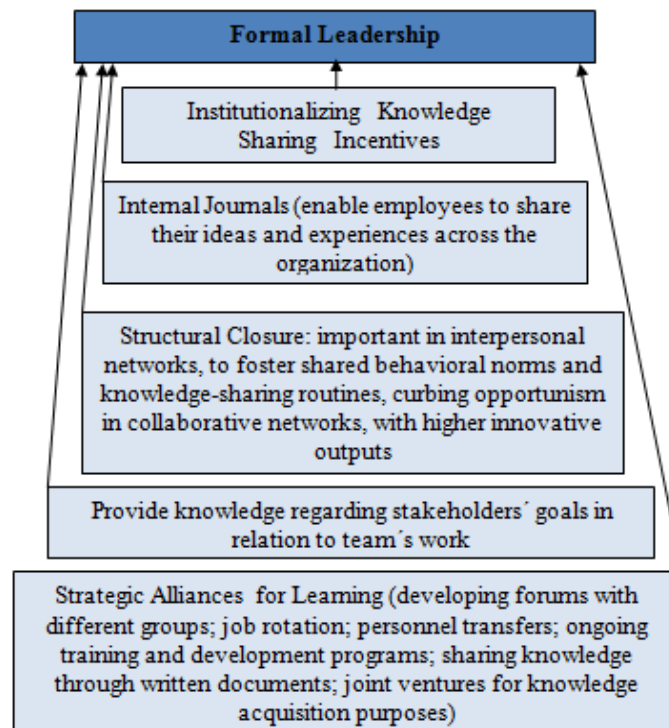 Formal Leadership
Institutionalizing Knowledge
Sharing Incentives
Internal Journals (enable employees to share
their ideas and experiences across the
organization)
Structural Closure: important in interpersonal
networks, to foster shared behavioral norms and
knowledge-sharing routines, curbing opportunism
in collaborative networks, with higher innovative
outputs
Provide knowledge regarding stakeholders´ goals in
relation to team´s work
Strategic Alliances for Learning (developing forums with
different groups; job rotation; personnel transfers; ongoing
training and development programs; sharing knowledge
through written documents; joint ventures for knowledge
acquisition purposes)